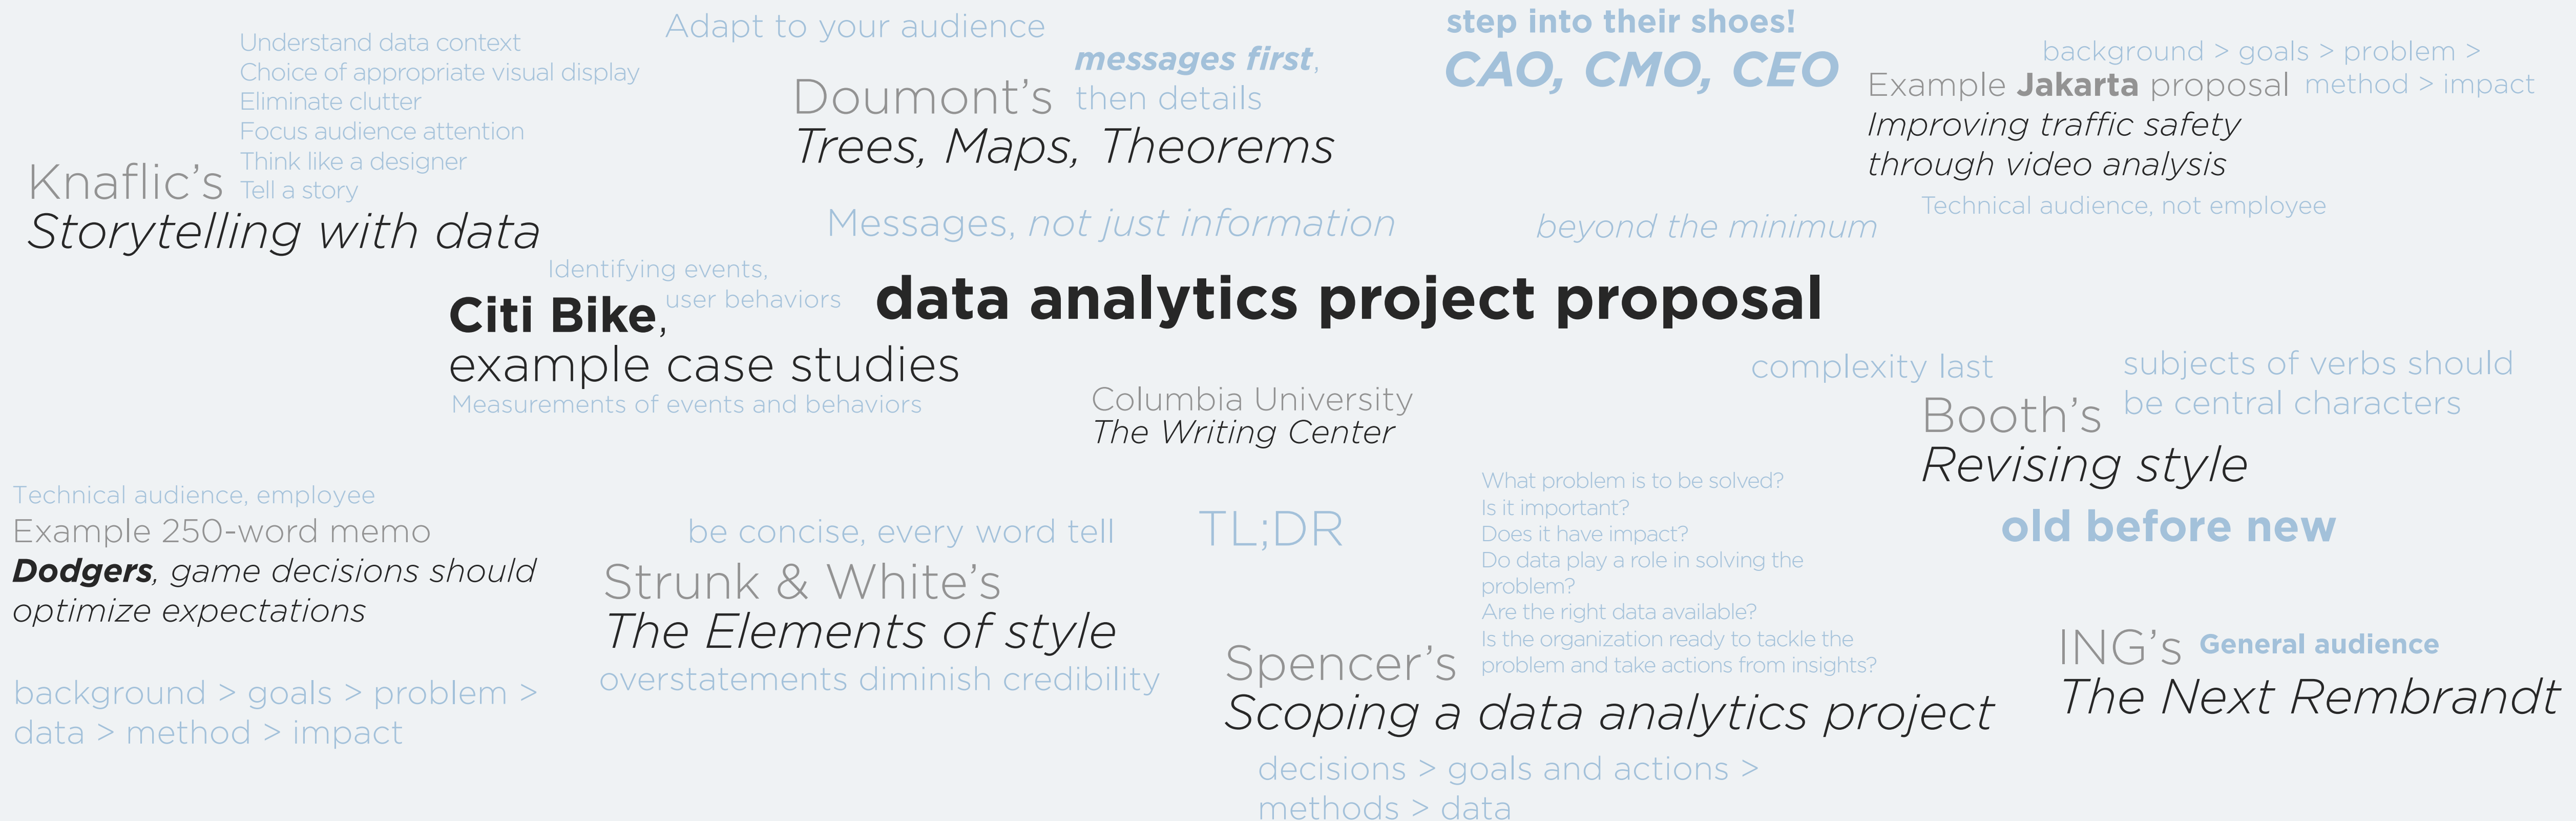 Understand data context
Choice of appropriate visual display
Eliminate clutter
Focus audience attention
Think like a designer
Tell a story
Knaflic’s
Storytelling with data
Adapt to your audience
messages first,
then details
Doumont’s
Trees, Maps, Theorems
Messages, not just information
step into their shoes!
CAO, CMO, CEO
beyond the minimum
background > goals > problem >
method > impact
Example Jakarta proposal
Improving traffic safety
through video analysis
Technical audience, not employee
Identifying events,
user behaviors
Citi Bike,
example case studies
Measurements of events and behaviors
data analytics project proposal
Columbia University
The Writing Center
complexity last
subjects of verbs should
be central characters
Booth’s
Revising style
old before new
Technical audience, employee
Example 250-word memo
Dodgers, game decisions should
optimize expectations
background > goals > problem >
data > method > impact
be concise, every word tell
Strunk & White’s
The Elements of style
overstatements diminish credibility
TL;DR
What problem is to be solved?
Is it important?
Does it have impact?
Do data play a role in solving the
problem?
Are the right data available?
Is the organization ready to tackle the
problem and take actions from insights?
Spencer’s
Scoping a data analytics project
decisions > goals and actions >
methods > data
ING’s
General audience
The Next Rembrandt